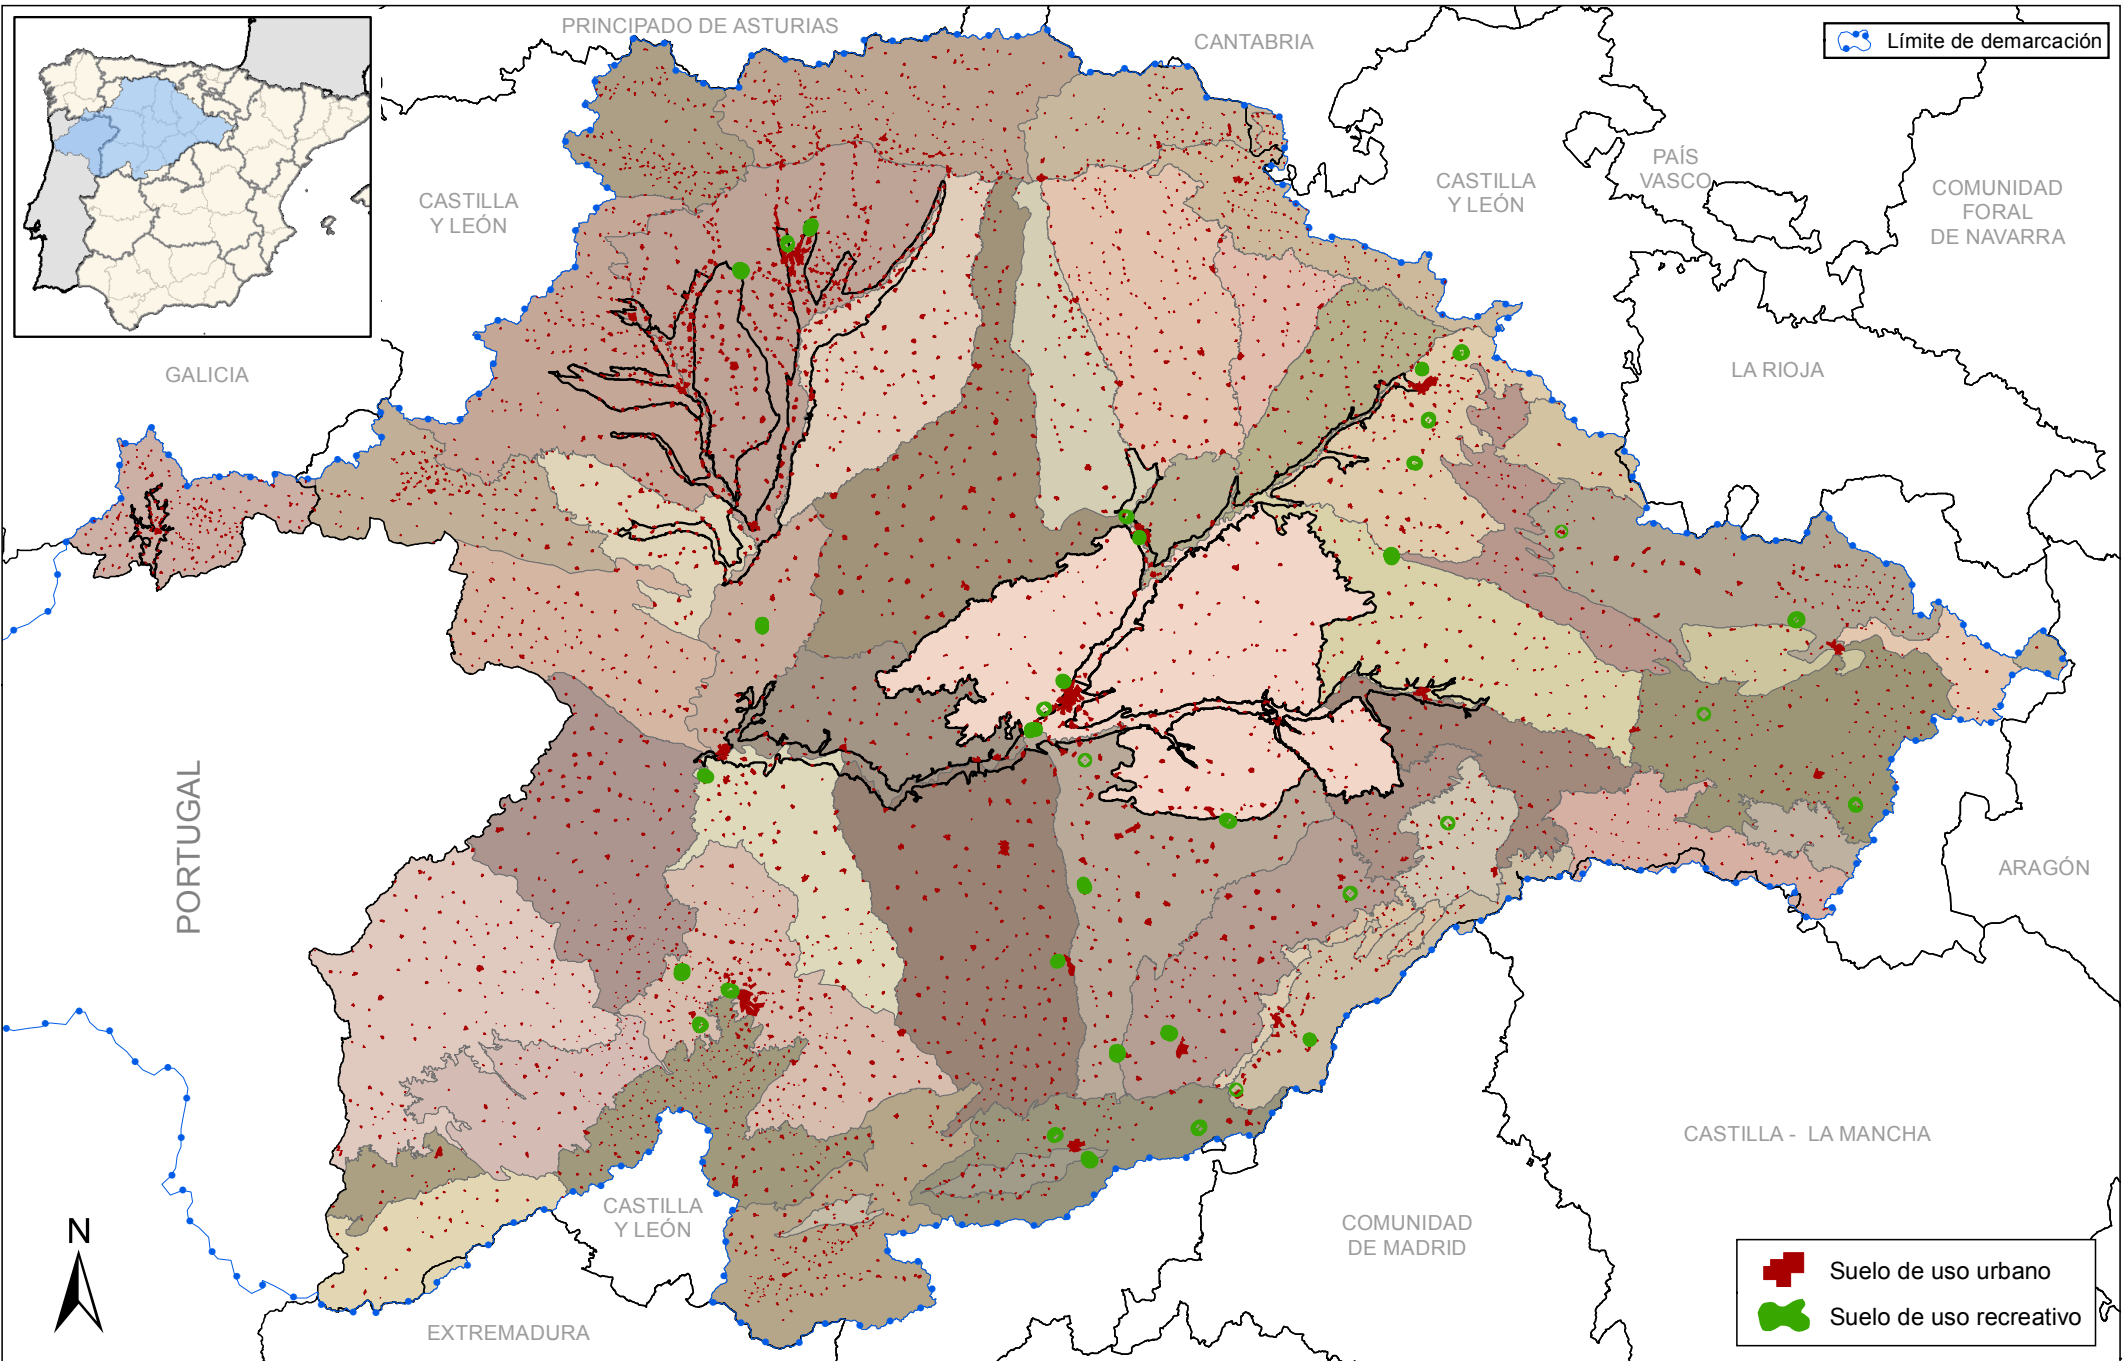 PRINCIPADO DE ASTURIAS
CANTABRIA
Límite de demarcación
CASTILLA
Y LEÓN
CASTILLA
Y LEÓN
PAÍS
VASCO
COMUNIDAD
FORAL
DE NAVARRA
GALICIA
LA RIOJA
PORTUGAL
ARAGÓN
CASTILLA - LA MANCHA
CASTILLA
Y LEÓN
COMUNIDAD
DE MADRID
N
EXTREMADURA
Suelo de uso urbano
Suelo de uso recreativo